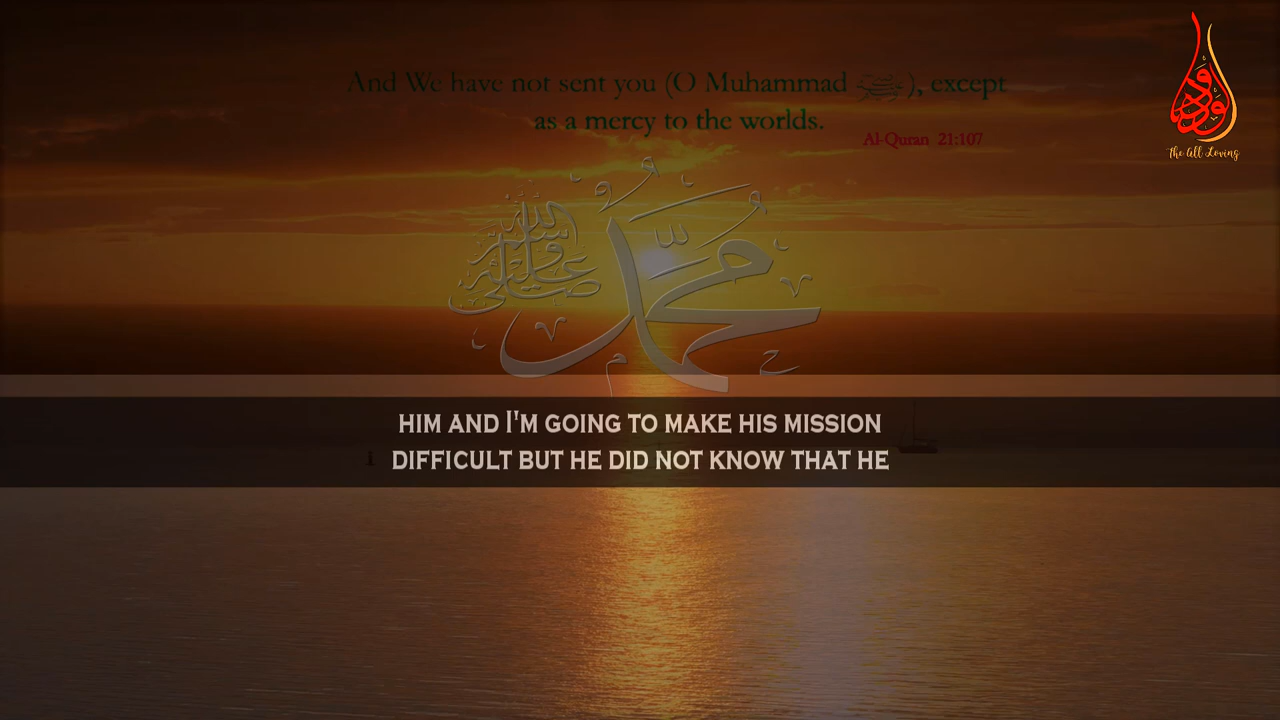 And We have not sent you (O Muhammad ﷺ), except
as a mercy to the worlds.
Al-Quran 21:107
الودود
The All Loving
محمد
صلى الله عليه وسلم
HIM AND I'M GOING TO MAKE HIS MISSION
DIFFICULT BUT HE DID NOT KNOW THAT HE